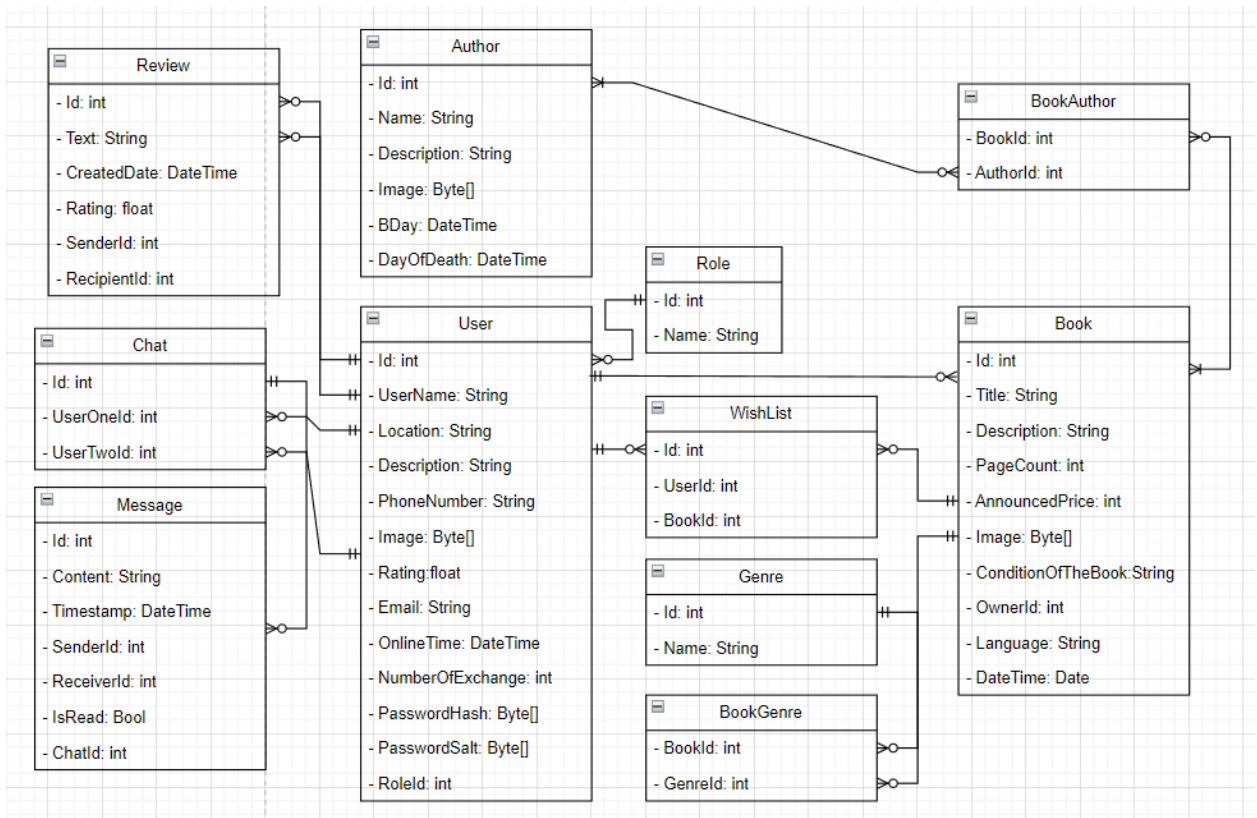 Review
- Id: int
- Text: String
- CreatedDate: DateTime
- Rating: float
- SenderId: int
- RecipientId: int
Author
- Id: int
- Name: String
- Description: String
- Image: Byte[]
- BDay: DateTime
- DayOfDeath: DateTime
BookAuthor
- BookId: int
- AuthorId: int
Role
- Id: int
- Name: String
Chat
- Id: int
- UserOneId: int
- UserTwoId: int
User
- Id: int
- UserName: String
- Location: String
- Description: String
- PhoneNumber: String
- Image: Byte[]
- Rating:float
- Email: String
- OnlineTime: DateTime
- NumberOfExchange: int
- PasswordHash: Byte[]
- PasswordSalt: Byte[]
- RoleId: int
Book
- Id: int
- Title: String
- Description: String
- PageCount: int
- AnnouncedPrice: int
- Image: Byte[]
- ConditionOfTheBook:String
- OwnerId: int
- Language: String
- DateTime: Date
WishList
- Id: int
- UserId: int
- BookId: int
Message
- Id: int
- Content: String
- Timestamp: DateTime
- SenderId: int
- ReceiverId: int
- IsRead: Bool
- ChatId: int
Genre
- Id: int
- Name: String
BookGenre
- BookId: int
- GenreId: int